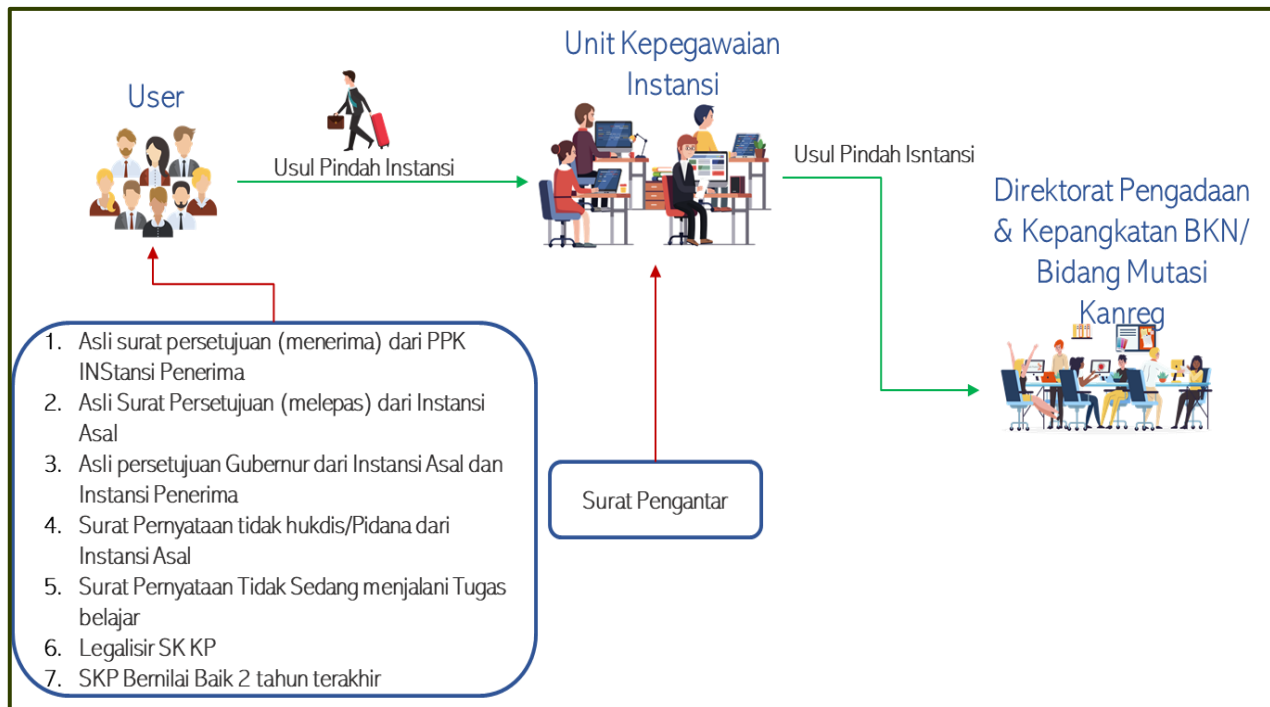 User
Usul Pindah Instansi
Unit Kepegawaian
Instansi
Usul Pindah Isntansi
Direktorat Pengadaan
& Kepangkatan BKN/
Bidang Mutasi
Kanreg
1. Asli surat persetujuan (menerima) dari PPK
INStansi Penerima
2. Asli Surat Persetujuan (melepas) dari Instansi
Asal
3. Asli persetujuan Gubernur dari Instansi Asal dan
Instansi Penerima
4. Surat Pernyataan tidak hukdis/Pidana dari
Instansi Asal
5. Surat Pernyataan Tidak Sedang menjalani Tugas
belajar
6. Legalisir SK KP
7. SKP Bernilai Baik 2 tahun terakhir
Surat Pengantar